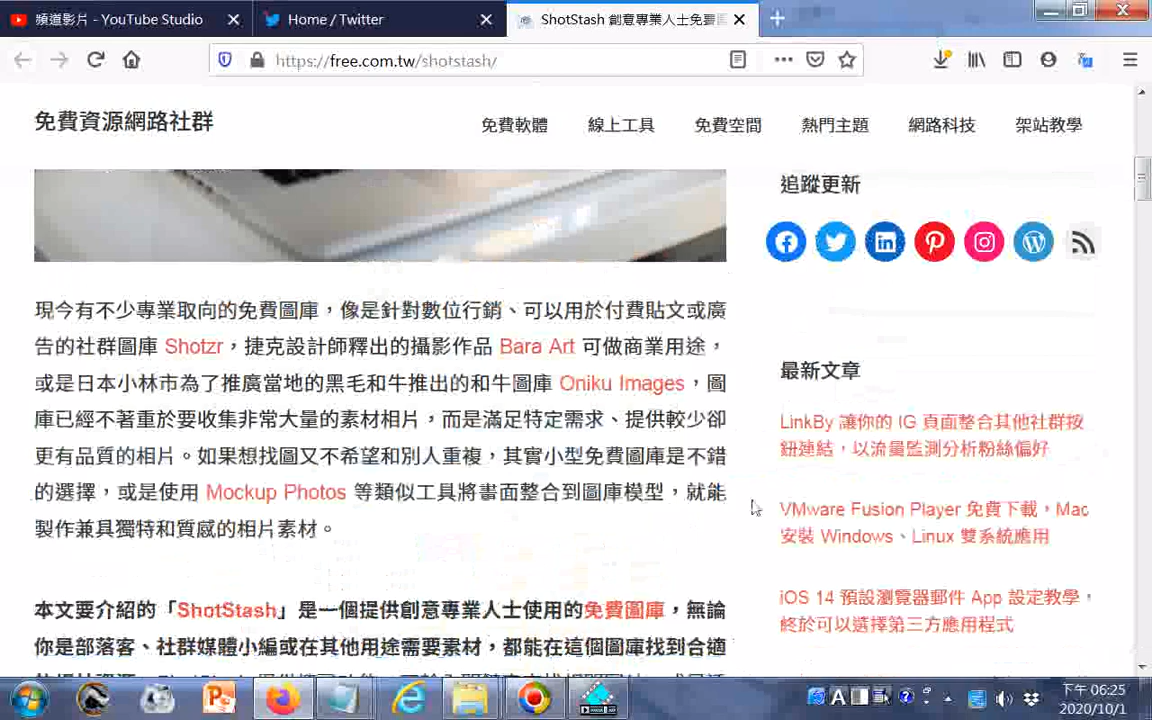 頻道影片 - YouTube Studio
Home / Twitter
ShotStash 創意專業人士免費
https://free.com.tw/shotstash/
免費資源網路社群
免費軟體
線上工具
免費空間
熱門主題
網路科技
架站教學
追蹤更新
現今有不少專業取向的免費圖庫，像是針對數位行銷、可以用於付費貼文或廣
告的社群圖庫 Shotzr，捷克設計師釋出的攝影作品 Bara Art 可做商業用途，
或是日本小林市為了推廣當地的黑毛和牛推出的和牛圖庫 Oniku Images，圖
庫已經不著重於要收集非常大量的素材相片，而是滿足特定需求、提供較少卻
更有品質的相片。如果想找圖又不希望和別人重複，其實小型免費圖庫是不錯
的選擇，或是使用 Mockup Photos 等類似工具將畫面整合到圖庫模型，就能
製作兼具獨特和質感的相片素材。
本文要介紹的「ShotStash」是一個提供創意專業人士使用的免費圖庫，無論
你是部落客、社群媒體小編或在其他用途需要素材，都能在這個圖庫找到合適
最新文章
LinkBy 讓你的 IG 頁面整合其他社群按
鈕連結，以流量監測分析粉絲偏好
VMware Fusion Player 免費下載，Mac
安裝 Windows、Linux 雙系統應用
iOS 14 預設瀏覽器郵件 App 設定教學，
終於可以選擇第三方應用程式
下午 06:25
2020/10/1